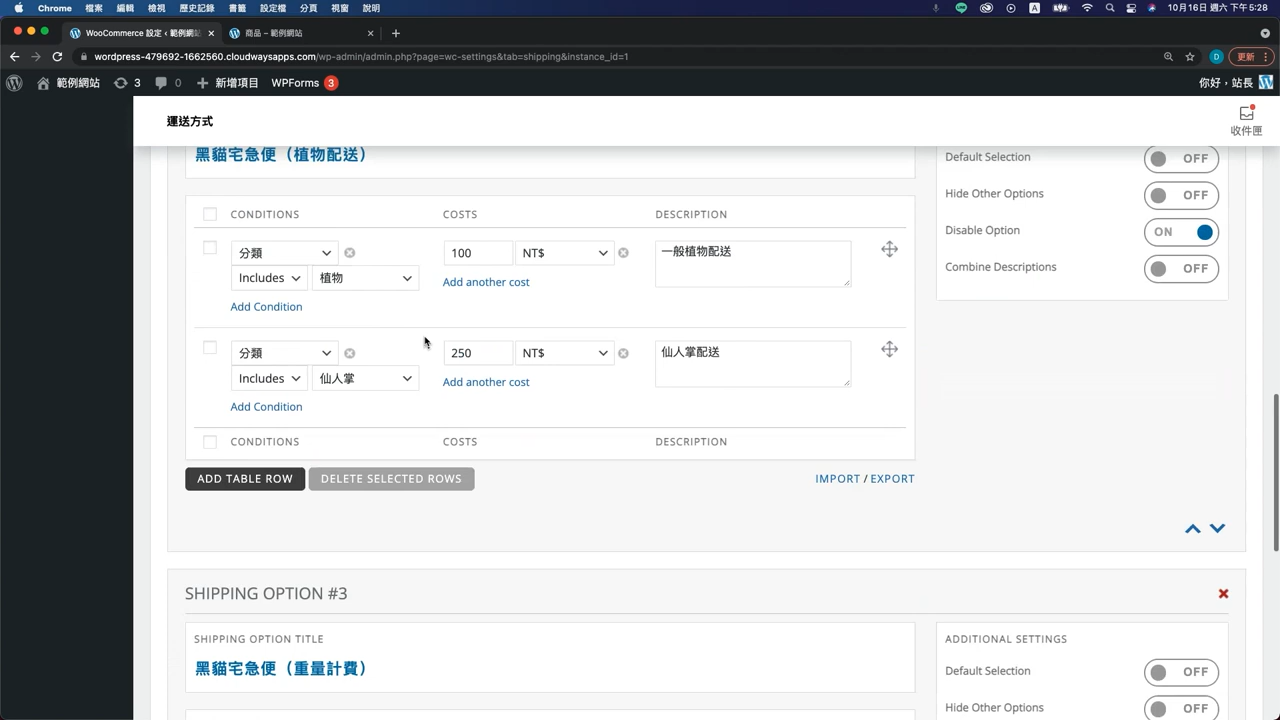 Chrome 檔案 編輯 檢視 歷史記錄 書籤 設定檔 分頁 視窗 說明 A 10月16日 週六 下午5:28
WooCommerce 設定 ‹ 範例網站 商品 – 範例網站
wordpress-479692-1662560.cloudwaysapps.com/wp-admin/admin.php?page=wc-settings&tab=shipping&instance_id=1 D 更新
範例網站 3 0 新增項目 WPForms 3 你好，站長
運送方式
收件匣
黑貓宅急便（植物配送）
Default Selection OFF
Hide Other Options OFF
Disable Option ON
Combine Descriptions OFF
CONDITIONS COSTS DESCRIPTION
分類 100 NT$ 一般植物配送
Includes 植物 Add another cost
Add Condition
分類 250 NT$ 仙人掌配送
Includes 仙人掌 Add another cost
Add Condition
CONDITIONS COSTS DESCRIPTION
ADD TABLE ROW DELETE SELECTED ROWS IMPORT / EXPORT
SHIPPING OPTION #3
SHIPPING OPTION TITLE
黑貓宅急便（重量計費）
ADDITIONAL SETTINGS
Default Selection OFF
Hide Other Options OFF